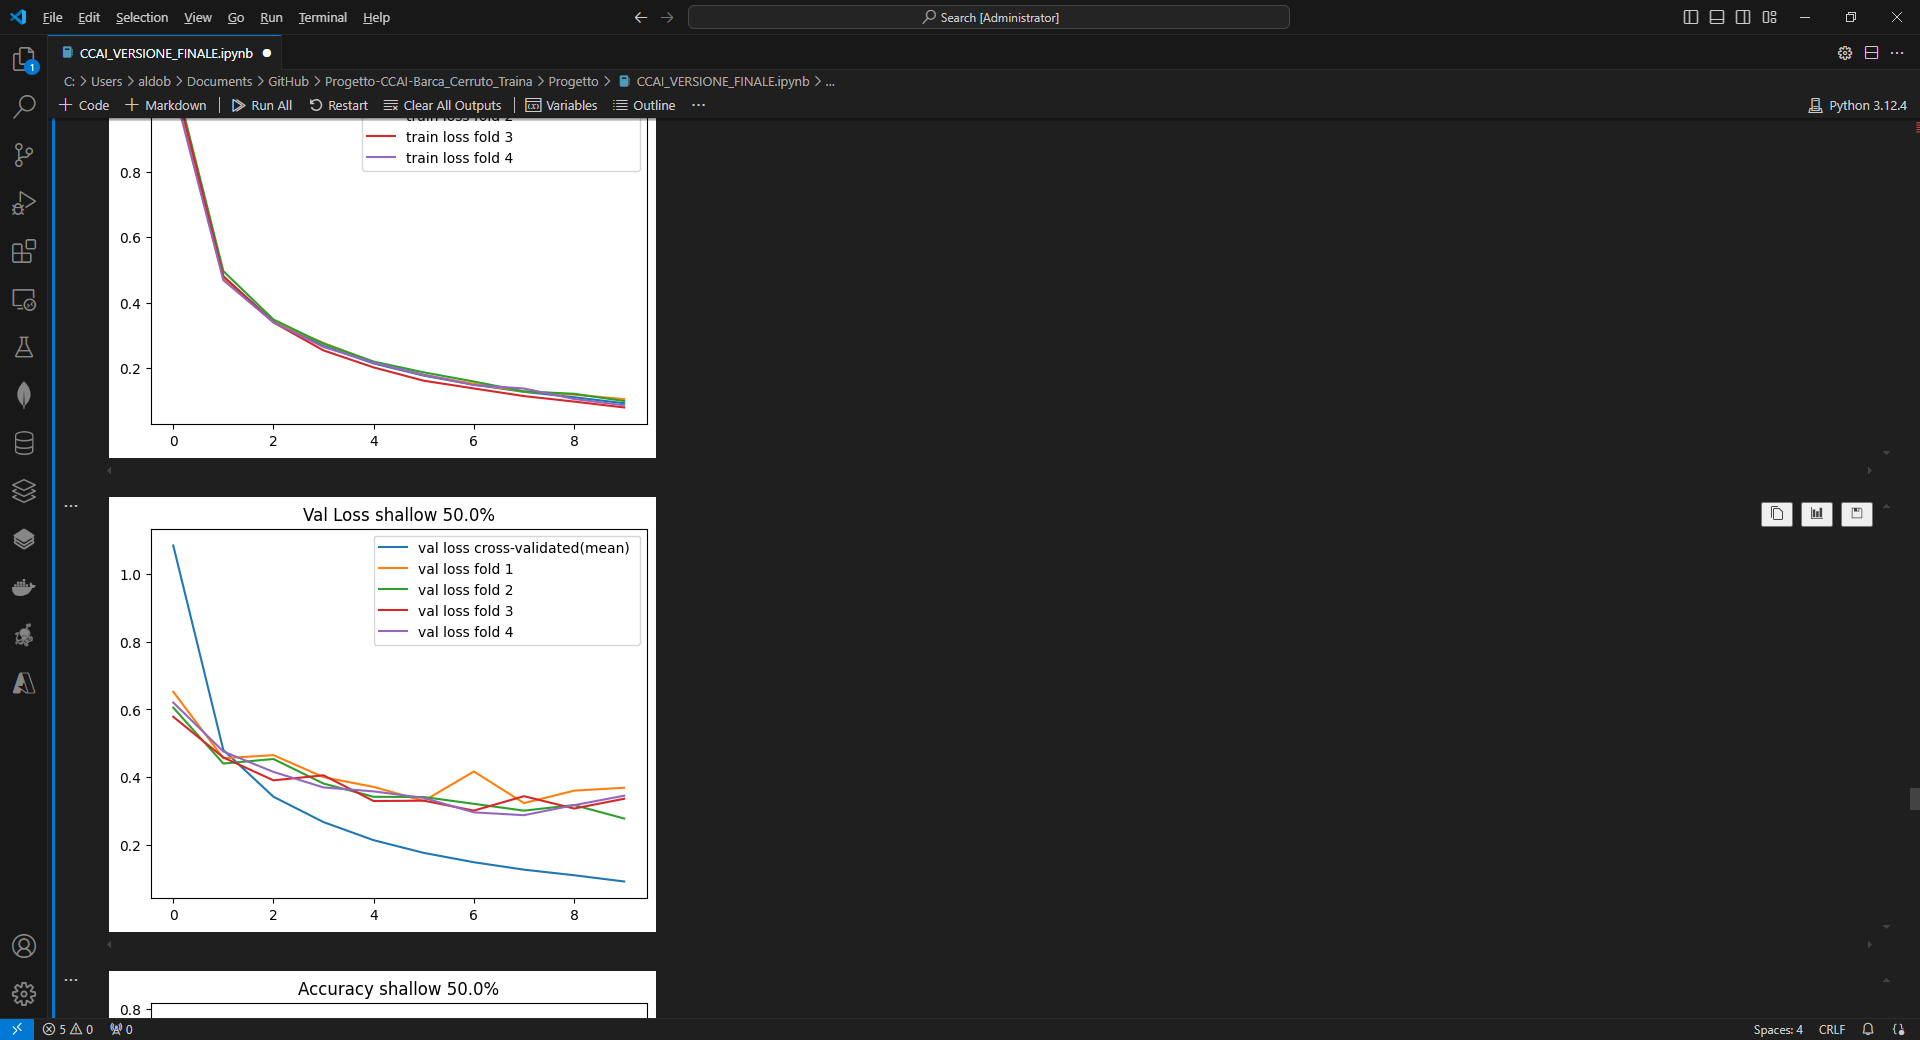 File Edit Selection View Go Run Terminal Help
Search [Administrator]
CCAI_VERSIONE_FINALE.ipynb
C: > Users > aldob > Documents > GitHub > Progetto-CCAI-Barca_Cerruto_Traina > Progetto > CCAI_VERSIONE_FINALE.ipynb > ...
+ Code + Markdown | Run All Restart Clear All Outputs | Variables Outline ...
Python 3.12.4
1
train loss fold 2
train loss fold 3
train loss fold 4
0.8
0.6
0.4
0.2
0 2 4 6 8
Val Loss shallow 50.0%
val loss cross-validated(mean)
val loss fold 1
val loss fold 2
val loss fold 3
val loss fold 4
1.0
0.8
0.6
0.4
0.2
0 2 4 6 8
Accuracy shallow 50.0%
0.8
5 0 0
Spaces: 4 CRLF